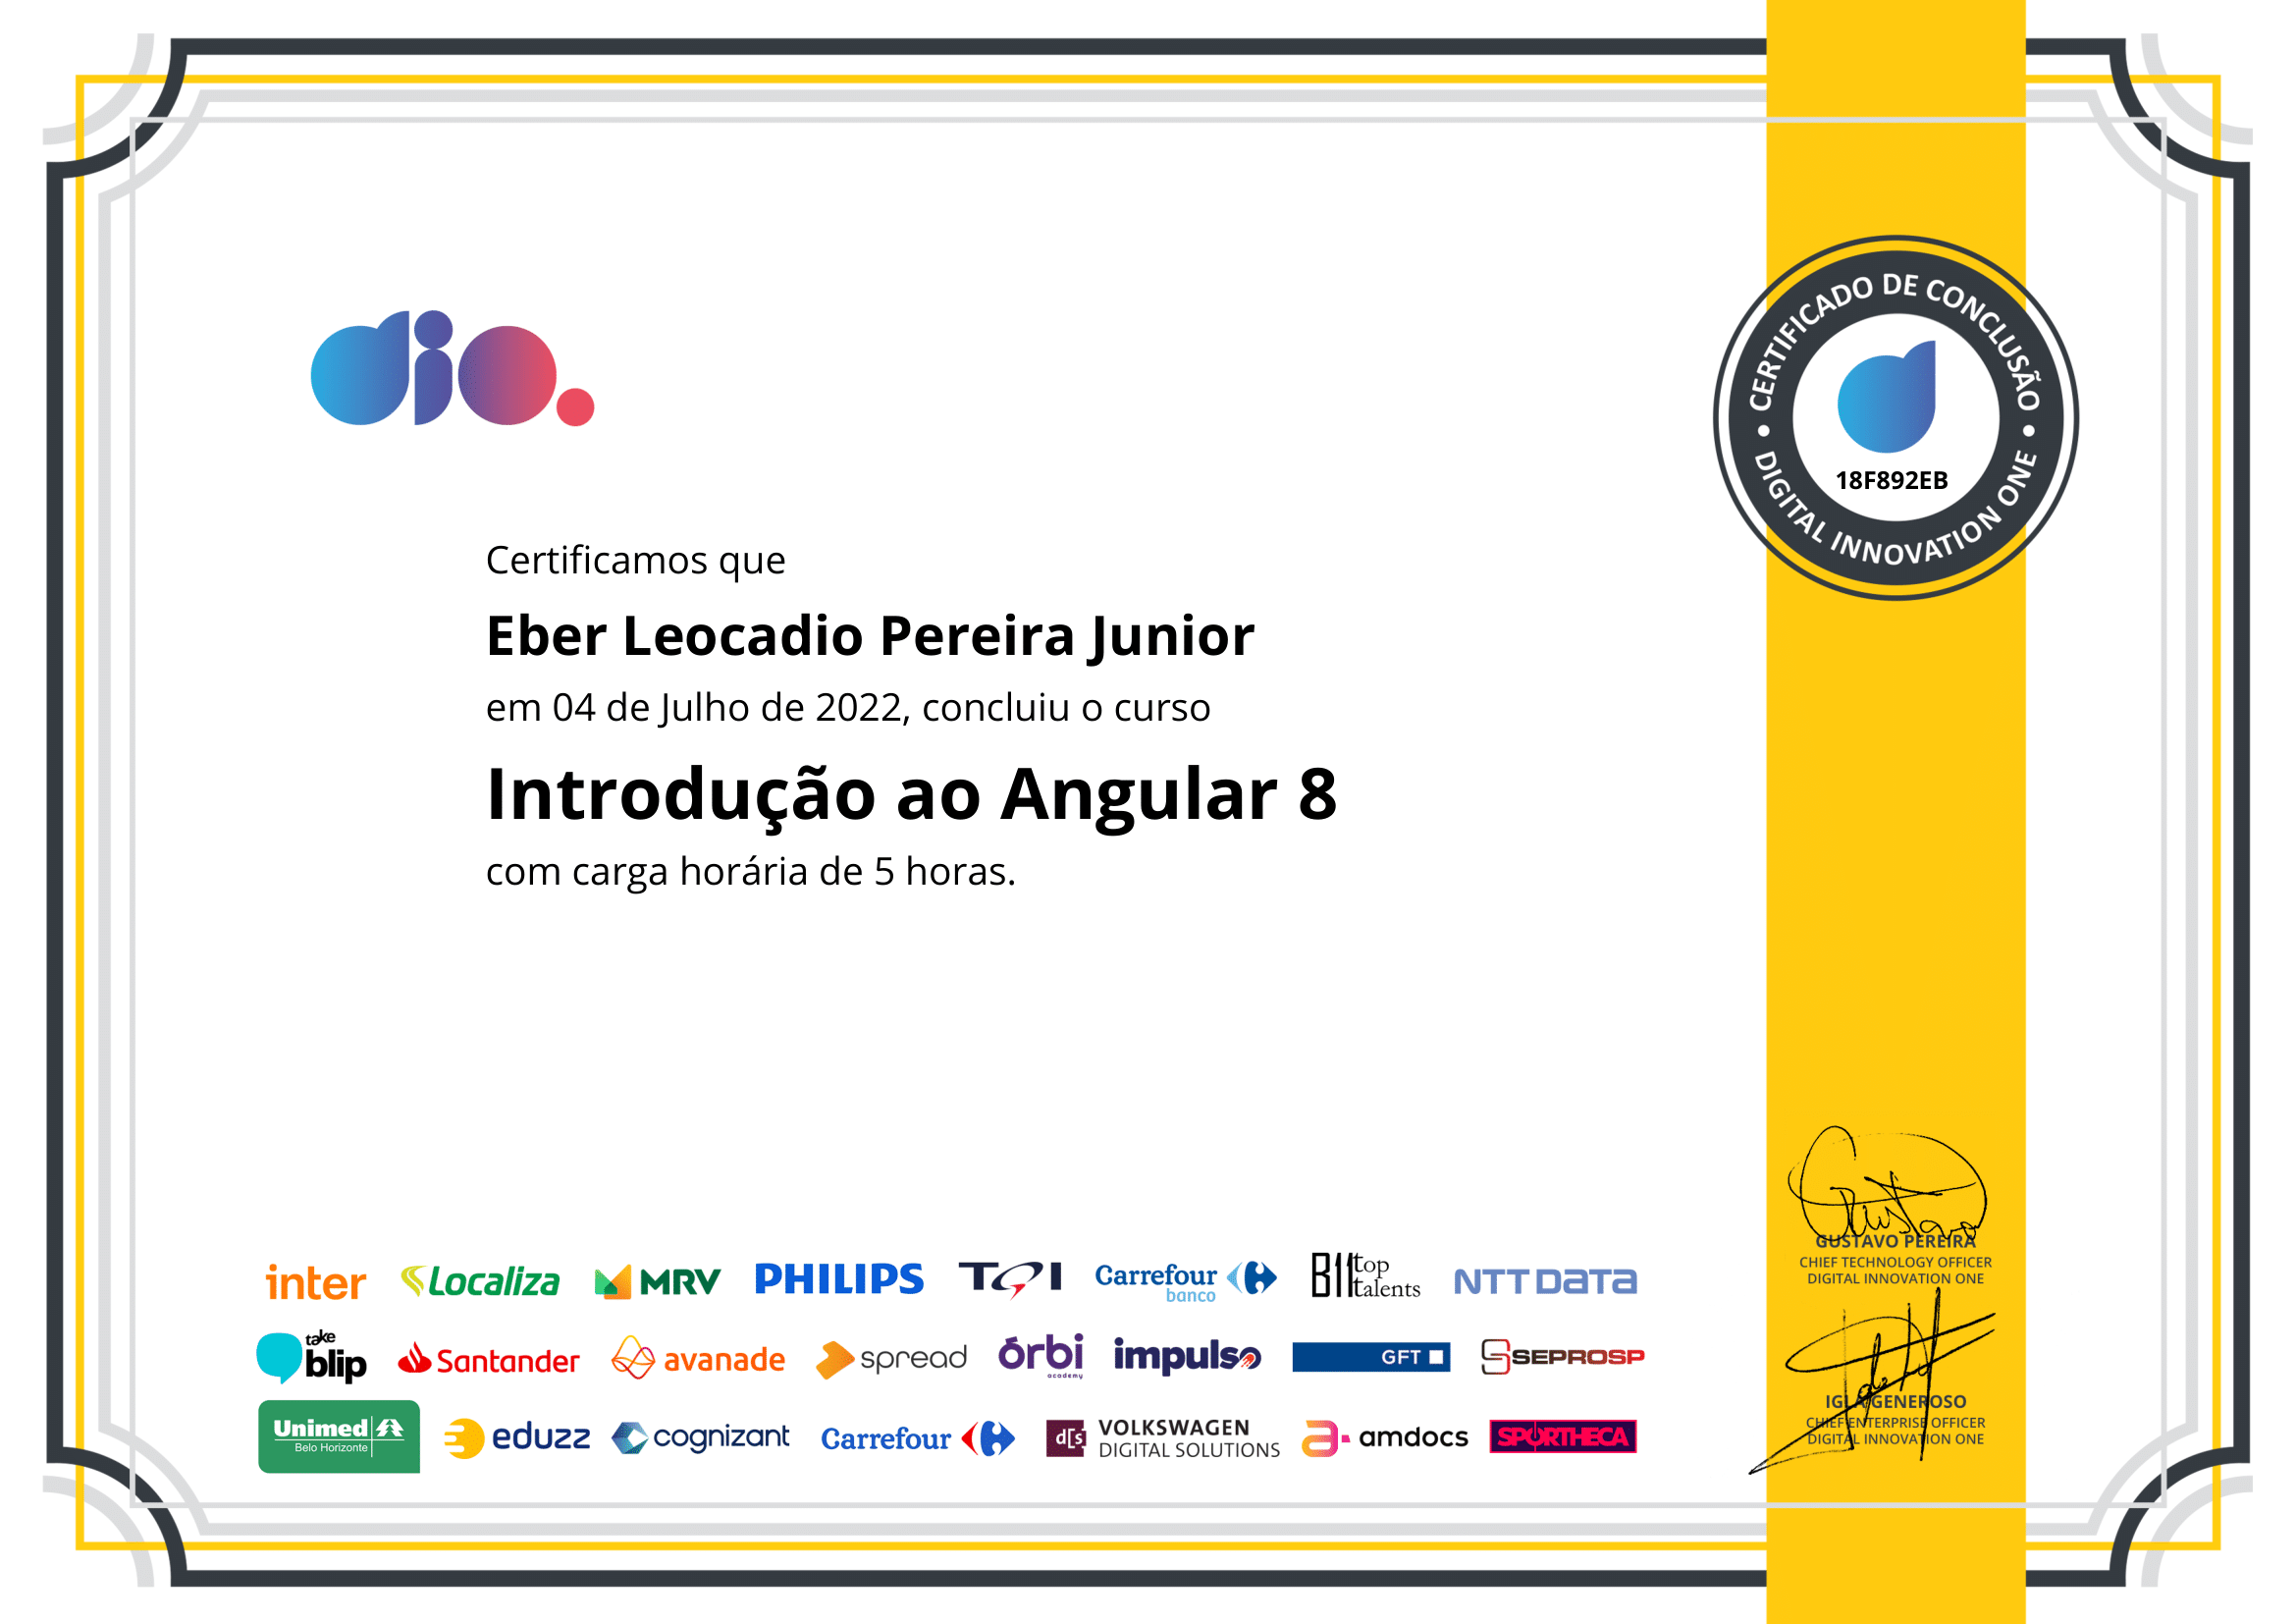 dio.
CERTIFICADO DE CONCLUSÃO
18F892EB
DIGITAL INNOVATION ONE
Certificamos que
Eber Leocadio Pereira Junior
em 04 de Julho de 2022, concluiu o curso
Introdução ao Angular 8
com carga horária de 5 horas.
inter Localiza MRV PHILIPS TQI Carrefour banco B11 top talents NTT DATA
take blip Santander avanade spread órbi academy impulso GFT SEPROSP
Unimed Belo Horizonte eduzz cognizant Carrefour d[s] VOLKSWAGEN DIGITAL SOLUTIONS a amdocs SPORTHECA
Gustavo
GUSTAVO PEREIRA
CHIEF TECHNOLOGY OFFICER
DIGITAL INNOVATION ONE
IGLÁ GENEROSO
CHIEF ENTERPRISE OFFICER
DIGITAL INNOVATION ONE